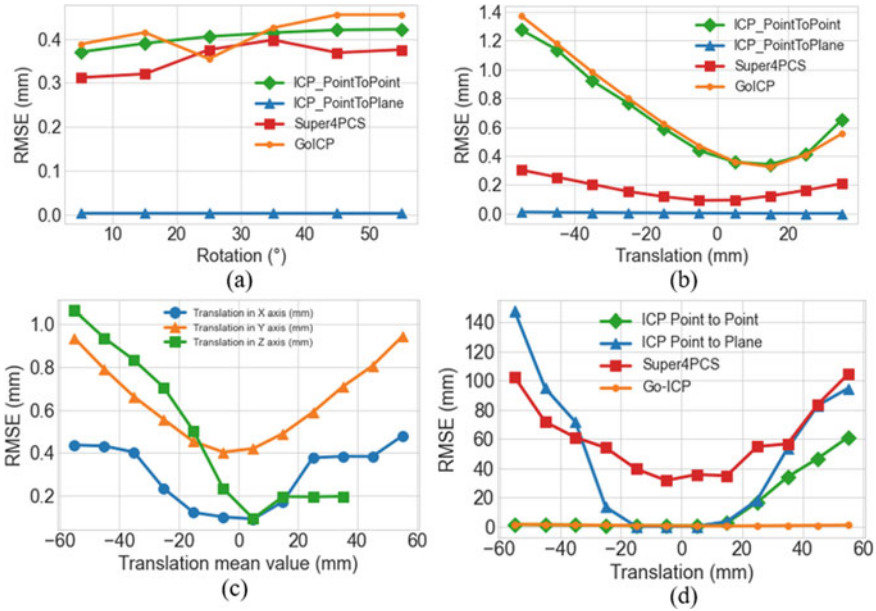 RMSE (mm)
0.4
0.3
0.2
0.1
0.0
ICP_PointToPoint
ICP_PointToPlane
Super4PCS
GoICP
10 20 30 40 50
Rotation (°)
(a)
RMSE (mm)
1.4
1.2
1.0
0.8
0.6
0.4
0.2
0.0
ICP_PointToPoint
ICP_PointToPlane
Super4PCS
GoICP
−40 −20 0 20
Translation (mm)
(b)
RMSE (mm)
1.0
0.8
0.6
0.4
0.2
Translation in X axis (mm)
Translation in Y axis (mm)
Translation in Z axis (mm)
−60 −40 −20 0 20 40 60
Translation mean value (mm)
(c)
RMSE (mm)
140
120
100
80
60
40
20
0
ICP Point to Point
ICP Point to Plane
Super4PCS
Go-ICP
−60 −40 −20 0 20 40 60
Translation (mm)
(d)